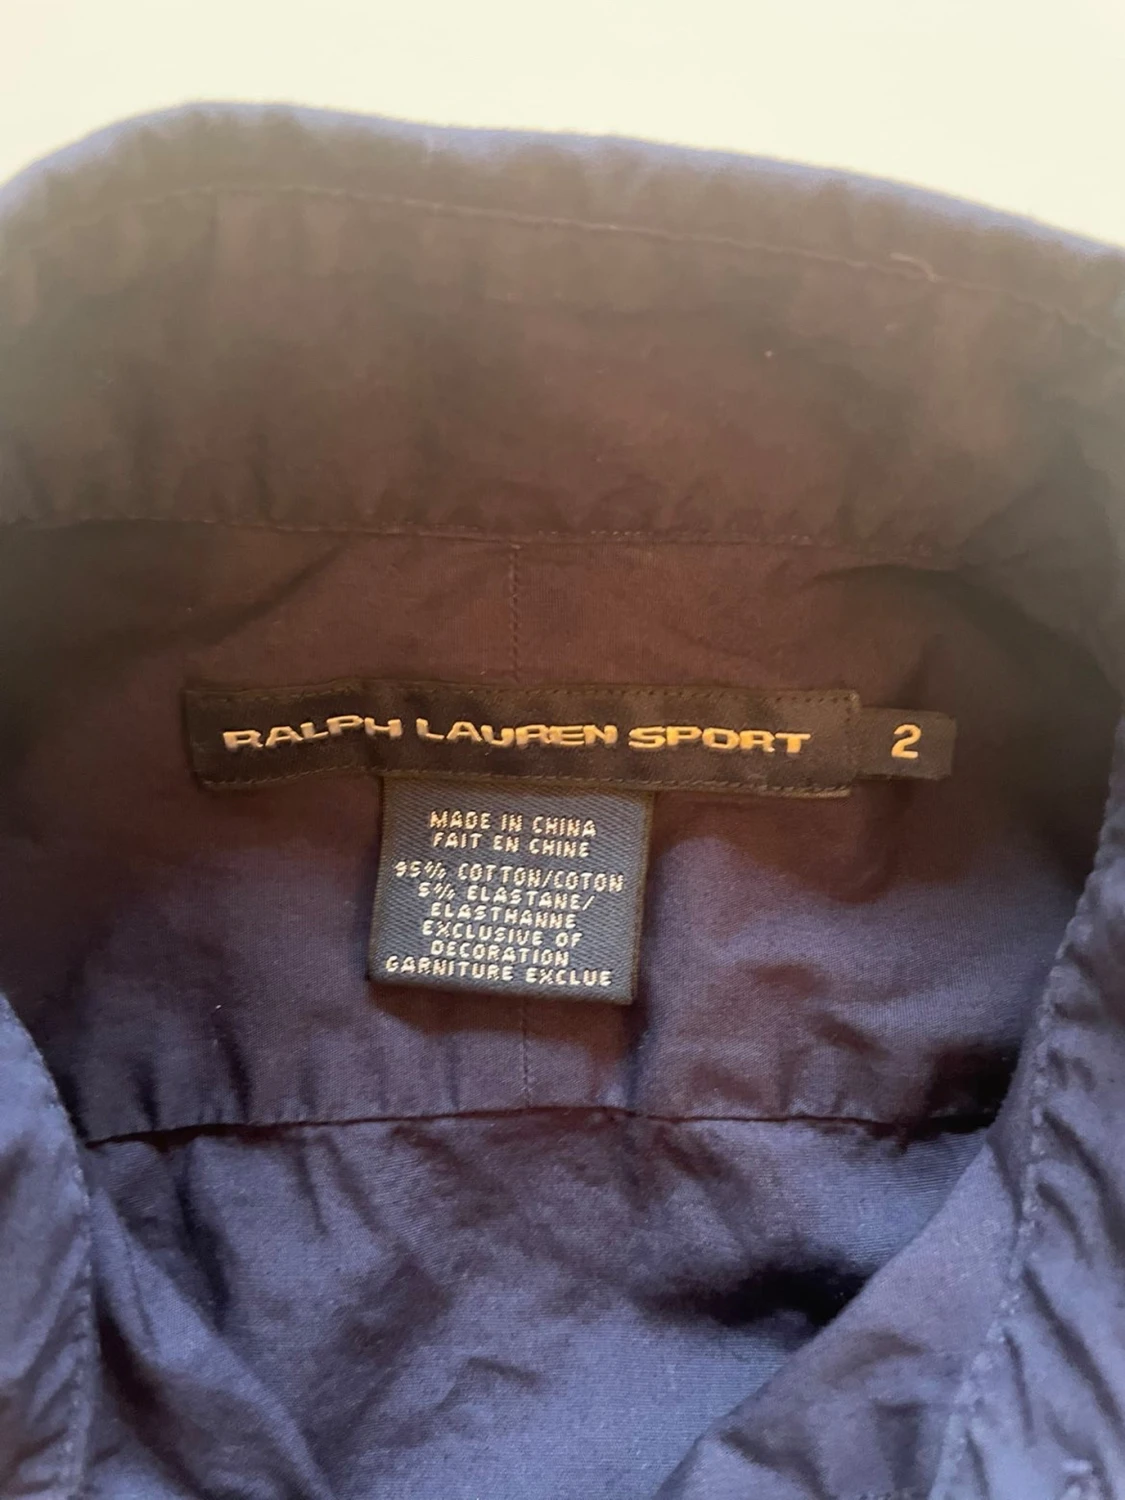 RALPH LAUREN SPORT 2
MADE IN CHINA
FAIT EN CHINE
95% COTTON/COTON
5% ELASTANE/
ELASTHANNE
EXCLUSIVE OF
DECORATION
GARNITURE EXCLUE